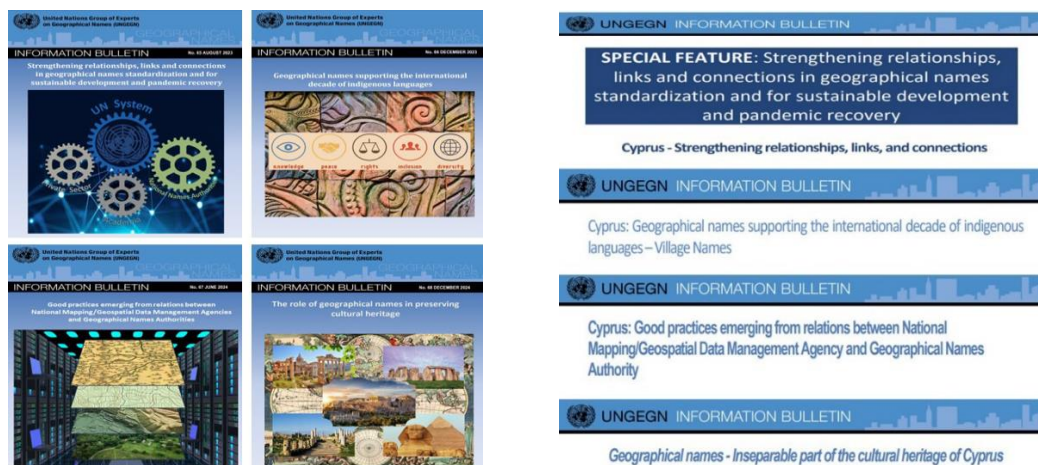 United Nations Group of Experts
on Geographical Names (UNGEGN)
INFORMATION BULLETIN No. 65 AUGUST 2023
Strengthening relationships, links and connections
in geographical names standardization and for
sustainable development and pandemic recovery
UN System
Private Sector
National Names Authorities
Academia
United Nations Group of Experts
on Geographical Names (UNGEGN)
INFORMATION BULLETIN No. 66 DECEMBER 2023
Geographical names supporting the international
decade of indigenous languages
knowledge peace rights inclusion diversity
United Nations Group of Experts
on Geographical Names (UNGEGN)
INFORMATION BULLETIN No. 67 JUNE 2024
Good practices emerging from relations between
National Mapping/Geospatial Data Management Agencies
and Geographical Names Authorities
United Nations Group of Experts
on Geographical Names (UNGEGN)
INFORMATION BULLETIN No. 68 DECEMBER 2024
The role of geographical names in preserving
cultural heritage
UNGEGN INFORMATION BULLETIN
SPECIAL FEATURE: Strengthening relationships,
links and connections in geographical names
standardization and for sustainable development
and pandemic recovery
Cyprus - Strengthening relationships, links, and connections
UNGEGN INFORMATION BULLETIN
Cyprus: Geographical names supporting the international decade of indigenous
languages – Village Names
UNGEGN INFORMATION BULLETIN
Cyprus: Good practices emerging from relations between National
Mapping/Geospatial Data Management Agency and Geographical Names
Authority
UNGEGN INFORMATION BULLETIN
Geographical names - Inseparable part of the cultural heritage of Cyprus